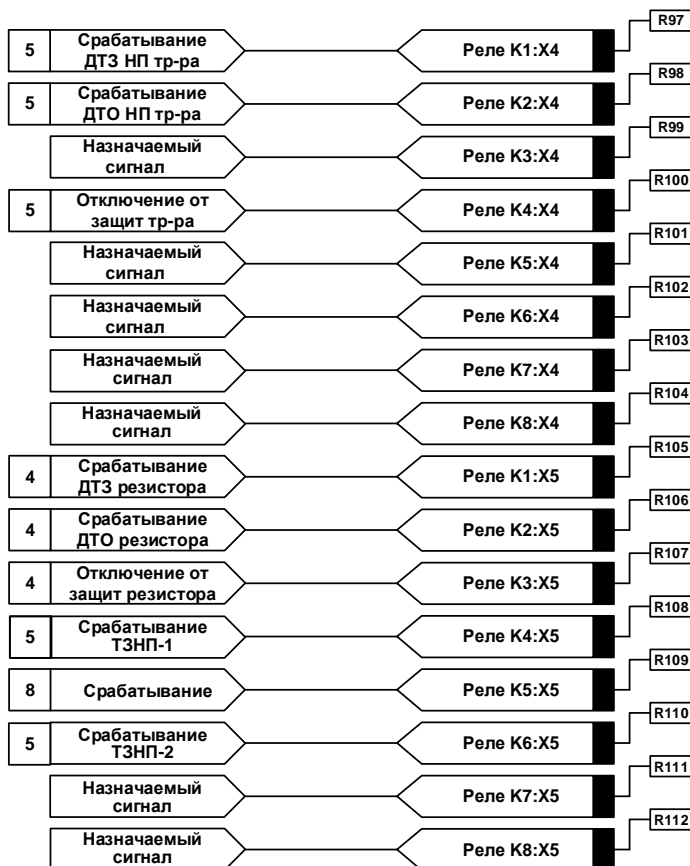 R97
5 Срабатывание Реле K1:X4
ДТЗ НП тр-ра
R98
5 Срабатывание Реле K2:X4
ДТО НП тр-ра
R99
Назначаемый Реле K3:X4
сигнал
R100
5 Отключение от Реле K4:X4
защит тр-ра
R101
Назначаемый Реле K5:X4
сигнал
R102
Назначаемый Реле K6:X4
сигнал
R103
Назначаемый Реле K7:X4
сигнал
R104
Назначаемый Реле K8:X4
сигнал
R105
4 Срабатывание Реле K1:X5
ДТЗ резистора
R106
4 Срабатывание Реле K2:X5
ДТО резистора
R107
4 Отключение от Реле K3:X5
защит резистора
R108
5 Срабатывание Реле K4:X5
ТЗНП-1
R109
8 Срабатывание Реле K5:X5
R110
5 Срабатывание Реле K6:X5
ТЗНП-2
R111
Назначаемый Реле K7:X5
сигнал
R112
Назначаемый Реле K8:X5
сигнал